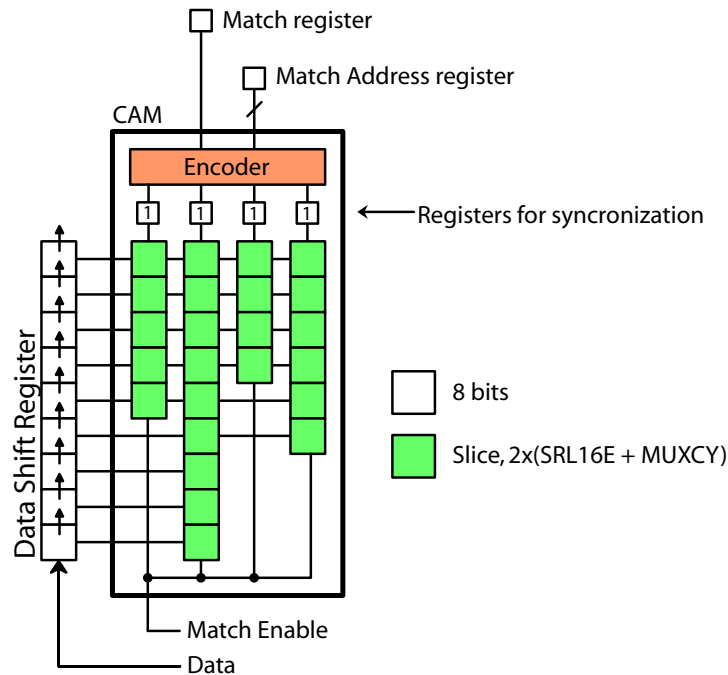 Match register
Match Address register
CAM
Encoder
1 1 1 1
Registers for syncronization
Data Shift Register
8 bits
Slice, 2x(SRL16E + MUXCY)
Match Enable
Data